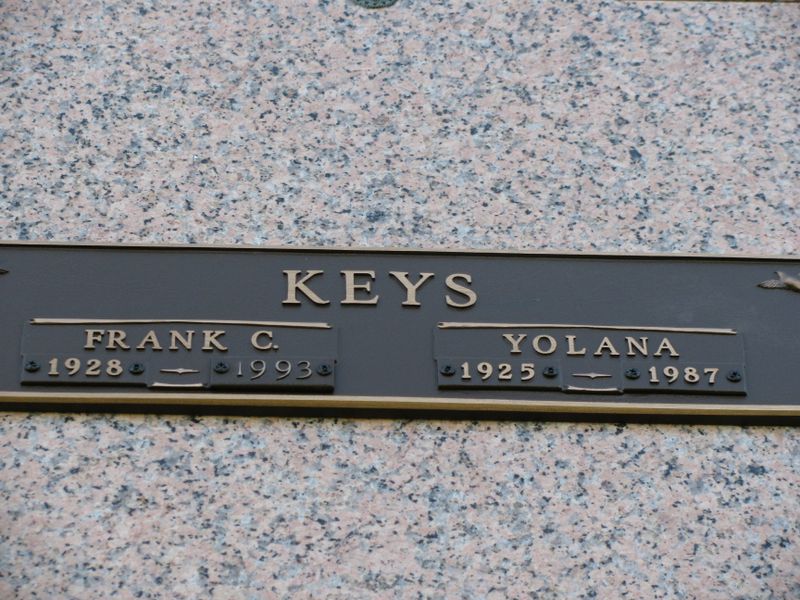 KEYS
FRANK C.
1928 1993
YOLANA
1925 1987